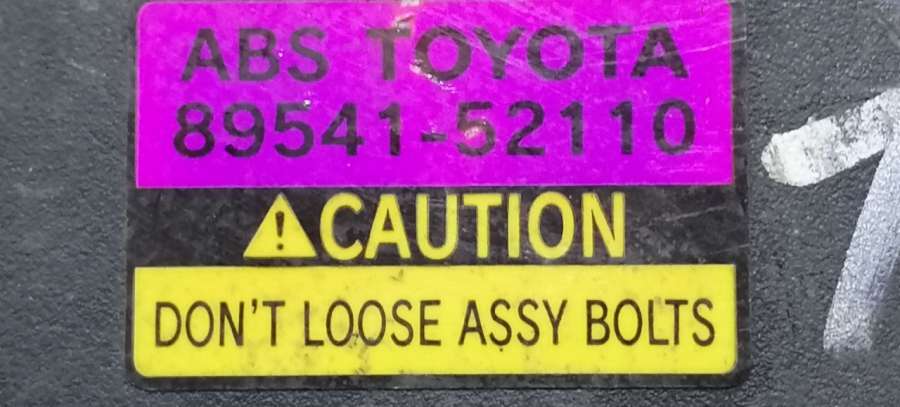 ABS TOYOTA
89541-52110
CAUTION
DON'T LOOSE ASSY BOLTS